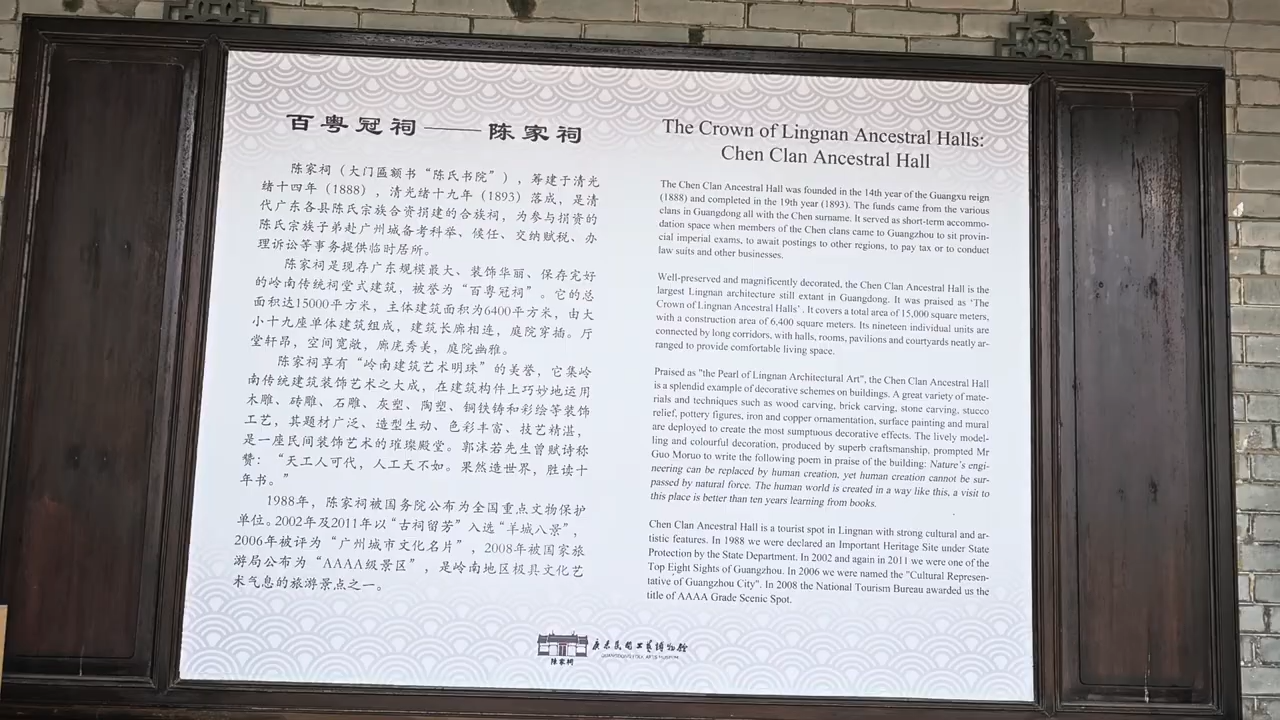 百粤冠祠——陈家祠
陈家祠（大门匾额书“陈氏书院”），筹建于清光
绪十四年（1888），清光绪十九年（1893）落成，是清
代广东各县陈氏宗族合资捐建的合族祠，为参与捐资的
陈氏宗族子弟赴广州城备考科举、候任、交纳赋税、办
理诉讼等事务提供临时居所。
陈家祠是现存广东规模最大、装饰华丽、保存完好
的岭南传统祠堂式建筑，被誉为“百粤冠祠”。它的总
面积达15000平方米，主体建筑面积为6400平方米，由大
小十九座单体建筑组成，建筑长廊相连，庭院穿插。厅
堂轩昂，空间宽敞，廊庑秀美，庭院幽雅。
陈家祠享有“岭南建筑艺术明珠”的美誉，它集岭
南传统建筑装饰艺术之大成，在建筑构件上巧妙地运用
木雕、砖雕、石雕、灰塑、陶塑、铜铁铸和彩绘等装饰
工艺，其题材广泛、造型生动、色彩丰富、技艺精湛，
是一座民间装饰艺术的璀璨殿堂。郭沫若先生曾赋诗称
赞：“天工人可代，人工天不如。果然造世界，胜读十
年书。”
1988年，陈家祠被国务院公布为全国重点文物保护
单位。2002年及2011年以“古祠留芳”入选“羊城八景”，
2006年被评为“广州城市文化名片”，2008年被国家旅
游局公布为“AAAA级景区”，是岭南地区极具文化艺
术气息的旅游景点之一。
The Crown of Lingnan Ancestral Halls:
Chen Clan Ancestral Hall
The Chen Clan Ancestral Hall was founded in the 14th year of the Guangxu reign
(1888) and completed in the 19th year (1893). The funds came from the various
clans in Guangdong all with the Chen surname. It served as short-term accommo-
dation space when members of the Chen clans came to Guangzhou to sit provin-
cial imperial exams, to await postings to other regions, to pay tax or to conduct
law suits and other businesses.
Well-preserved and magnificently decorated, the Chen Clan Ancestral Hall is the
largest Lingnan architecture still extant in Guangdong. It was praised as ‘The
Crown of Lingnan Ancestral Halls’. It covers a total area of 15,000 square meters,
with a construction area of 6,400 square meters. Its nineteen individual units are
connected by long corridors, with halls, rooms, pavilions and courtyards neatly ar-
ranged to provide comfortable living space.
Praised as "the Pearl of Lingnan Architectural Art", the Chen Clan Ancestral Hall
is a splendid example of decorative schemes on buildings. A great variety of mate-
rials and techniques such as wood carving, brick carving, stone carving, stucco
relief, pottery figures, iron and copper ornamentation, surface painting and mural
are deployed to create the most sumptuous decorative effects. The lively model-
ling and colourful decoration, produced by superb craftsmanship, prompted Mr
Guo Moruo to write the following poem in praise of the building: Nature's engi-
neering can be replaced by human creation, yet human creation cannot be sur-
passed by natural force. The human world is created in a way like this, a visit to
this place is better than ten years learning from books.
Chen Clan Ancestral Hall is a tourist spot in Lingnan with strong cultural and ar-
tistic features. In 1988 we were declared an Important Heritage Site under State
Protection by the State Department. In 2002 and again in 2011 we were one of the
Top Eight Sights of Guangzhou. In 2006 we were named the "Cultural Represen-
tative of Guangzhou City". In 2008 the National Tourism Bureau awarded us the
title of AAAA Grade Scenic Spot.
陈家祠
广东民间工艺博物馆
GUANGDONG FOLK ARTS MUSEUM